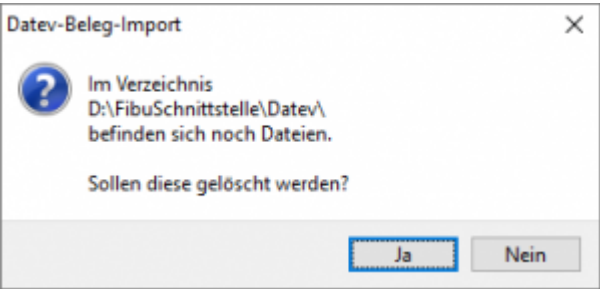 Datev-Beleg-Import
Im Verzeichnis
D:\FibuSchnittstelle\Datev\
befinden sich noch Dateien.
Sollen diese gelöscht werden?
Ja
Nein